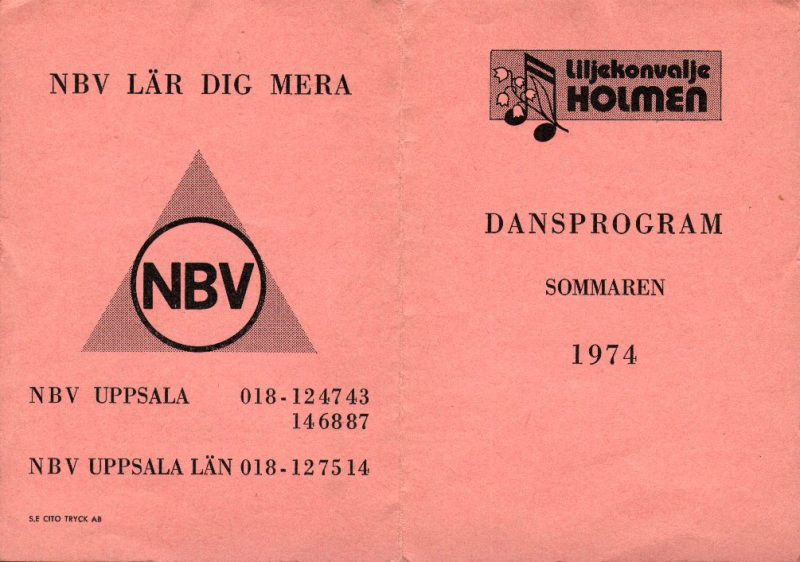 NBV LÄR DIG MERA
NBV
NBV UPPSALA 018-124743
146887
NBV UPPSALA LÄN 018-127514
S.E CITO TRYCK AB
Liljekonvalje
HOLMEN
DANSPROGRAM
SOMMAREN
1974